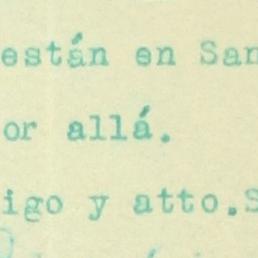 están en San
or allá.
igo y atto.S